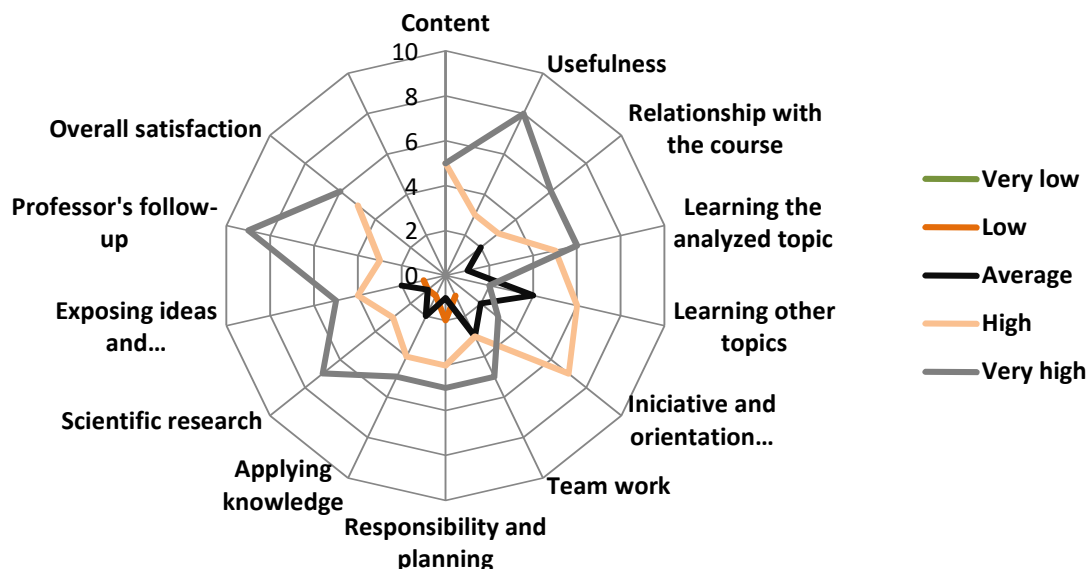 Content
10
8
6
4
2
0
Usefulness
Relationship with
the course
Learning the
analyzed topic
Learning other
topics
Iniciative and
orientation…
Team work
Responsibility and
planning
Applying
knowledge
Scientific research
Exposing ideas
and…
Professor's follow-
up
Overall satisfaction
Very low
Low
Average
High
Very high